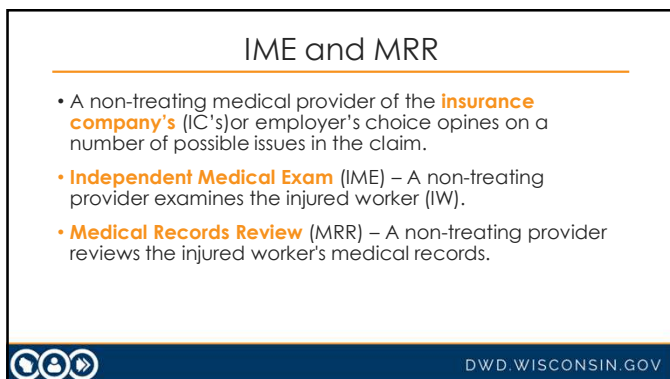 IME and MRR
• A non-treating medical provider of the insurance
company's (IC's)or employer's choice opines on a
number of possible issues in the claim.
• Independent Medical Exam (IME) – A non-treating
provider examines the injured worker (IW).
• Medical Records Review (MRR) – A non-treating provider
reviews the injured worker's medical records.
DWD.WISCONSIN.GOV